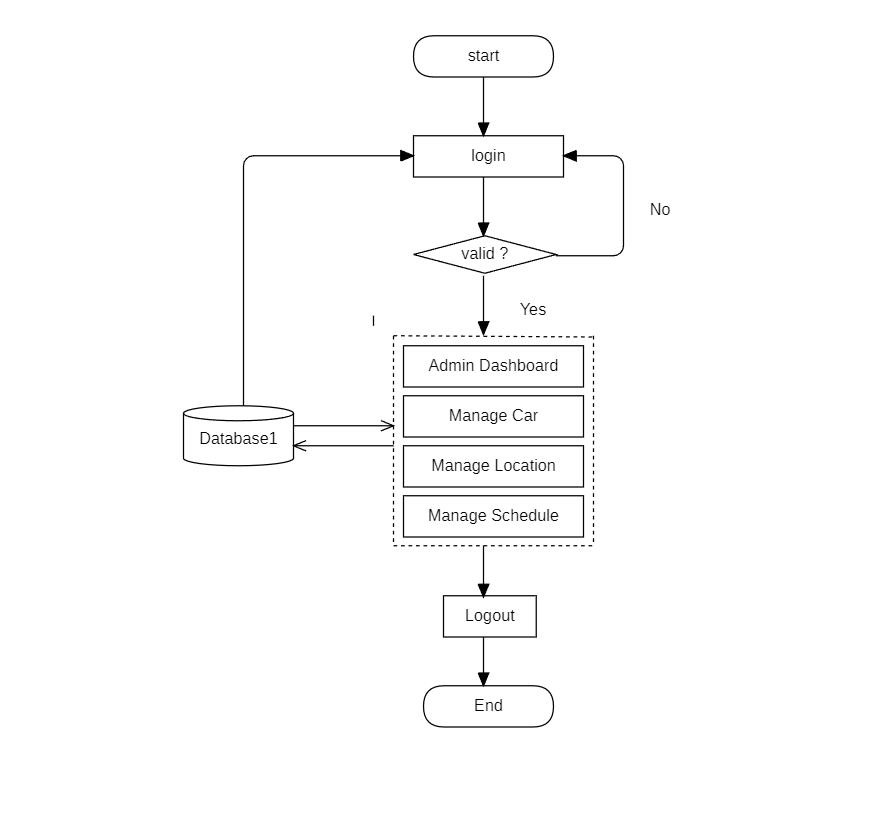 start
login
No
valid ?
Yes
I
Admin Dashboard
Manage Car
Database1
Manage Location
Manage Schedule
Logout
End